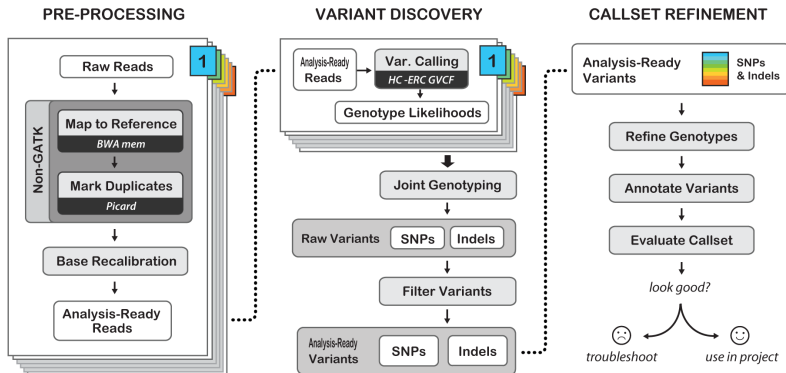 PRE-PROCESSING
1
Raw Reads
Non-GATK
Map to Reference
BWA mem
Mark Duplicates
Picard
Base Recalibration
Analysis-Ready
Reads
VARIANT DISCOVERY
1
Analysis-Ready
Reads
Var. Calling
HC -ERC GVCF
Genotype Likelihoods
Joint Genotyping
Raw Variants
SNPs
Indels
Filter Variants
Analysis-Ready
Variants
SNPs
Indels
CALLSET REFINEMENT
Analysis-Ready
Variants
SNPs
& Indels
Refine Genotypes
Annotate Variants
Evaluate Callset
look good?
troubleshoot
use in project